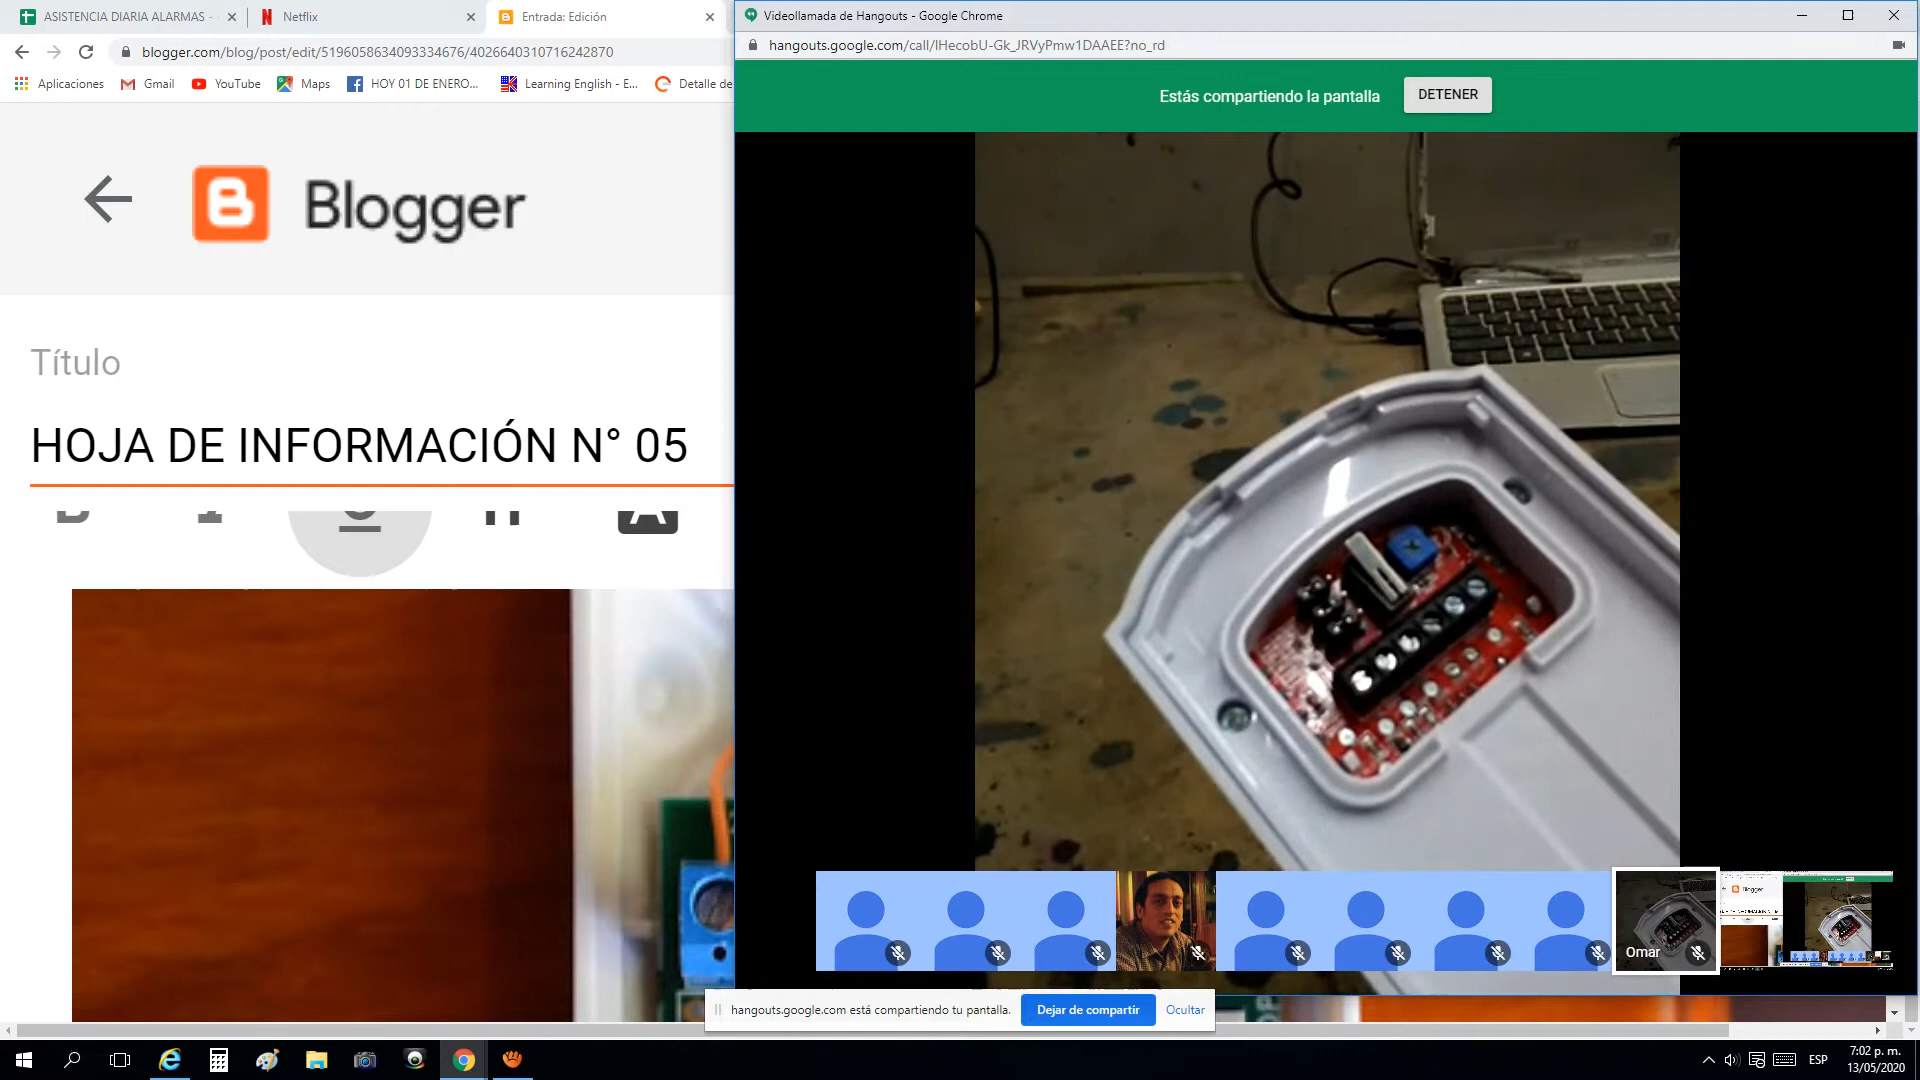 ASISTENCIA DIARIA ALARMAS -
Netflix
Entrada: Edición
blogger.com/blog/post/edit/5196058634093334676/4026640310716242870
Aplicaciones
Gmail
YouTube
Maps
HOY 01 DE ENERO...
Learning English - E...
Detalle de
Blogger
Título
HOJA DE INFORMACIÓN N° 05
Videollamada de Hangouts - Google Chrome
hangouts.google.com/call/lHecobU-Gk_JRVyPmw1DAAEE?no_rd
Estás compartiendo la pantalla
DETENER
Omar
Blogger
hangouts.google.com está compartiendo tu pantalla.
Dejar de compartir
Ocultar
ESP
7:02 p. m.
13/05/2020